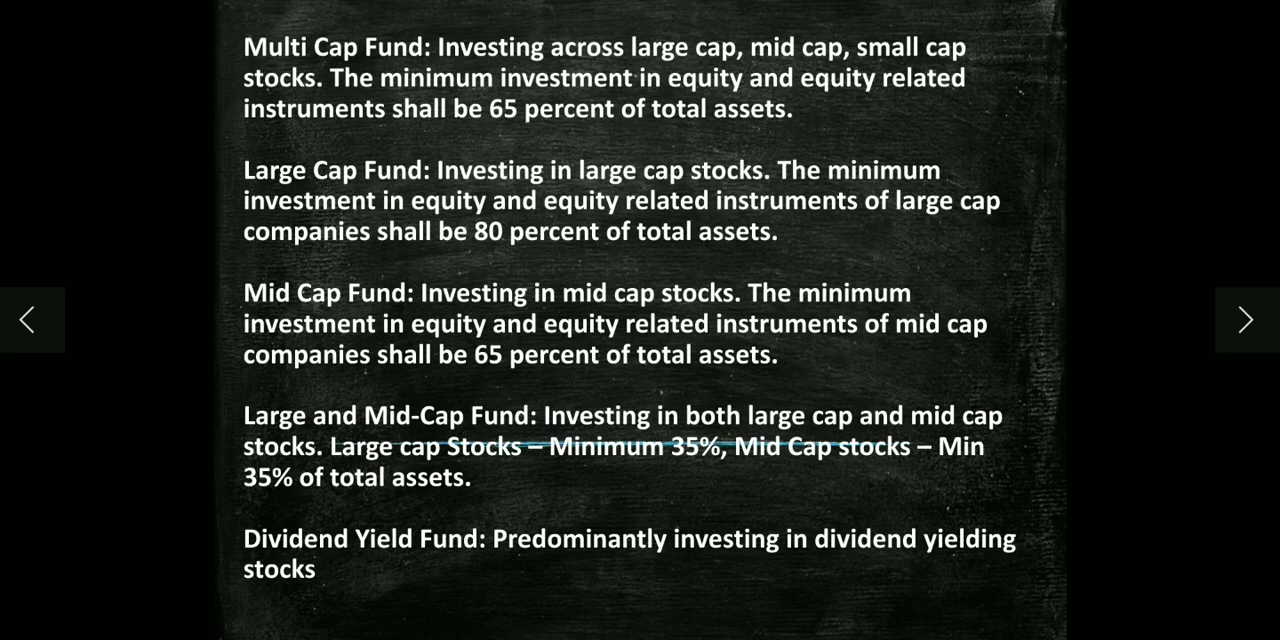 Multi Cap Fund: Investing across large cap, mid cap, small cap
stocks. The minimum investment in equity and equity related
instruments shall be 65 percent of total assets.
Large Cap Fund: Investing in large cap stocks. The minimum
investment in equity and equity related instruments of large cap
companies shall be 80 percent of total assets.
Mid Cap Fund: Investing in mid cap stocks. The minimum
investment in equity and equity related instruments of mid cap
companies shall be 65 percent of total assets.
Large and Mid-Cap Fund: Investing in both large cap and mid cap
stocks. Large cap Stocks – Minimum 35%, Mid Cap stocks – Min
35% of total assets.
Dividend Yield Fund: Predominantly investing in dividend yielding
stocks